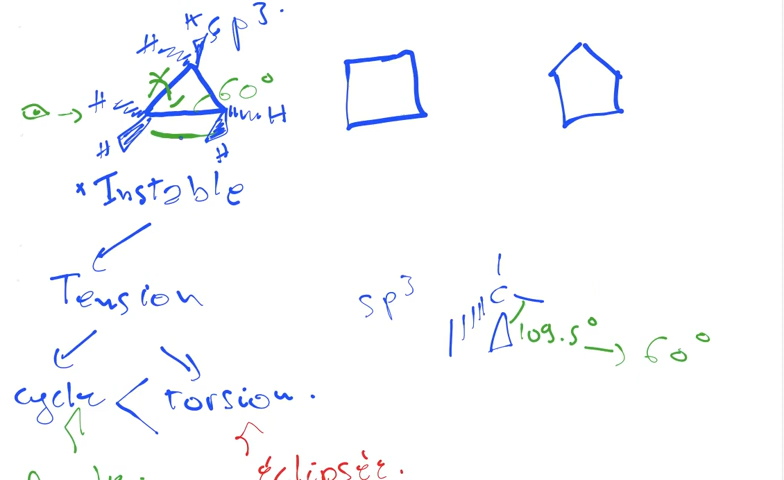 H sp³.
H
60°
H
H
H
H
* Instable
Tension
sp³
C
109.5° → 60°
cycle < torsion.
éclipsée.